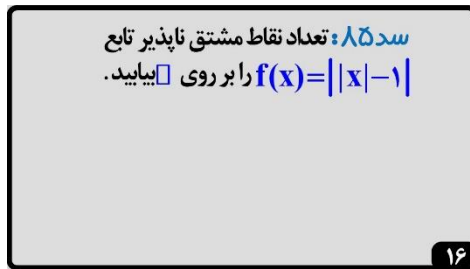 سد۸۵: تعداد نقاط مشتق ناپذیر تابع
f(x)=||x|−۱| را بر روی □ بیابید.
۱۶